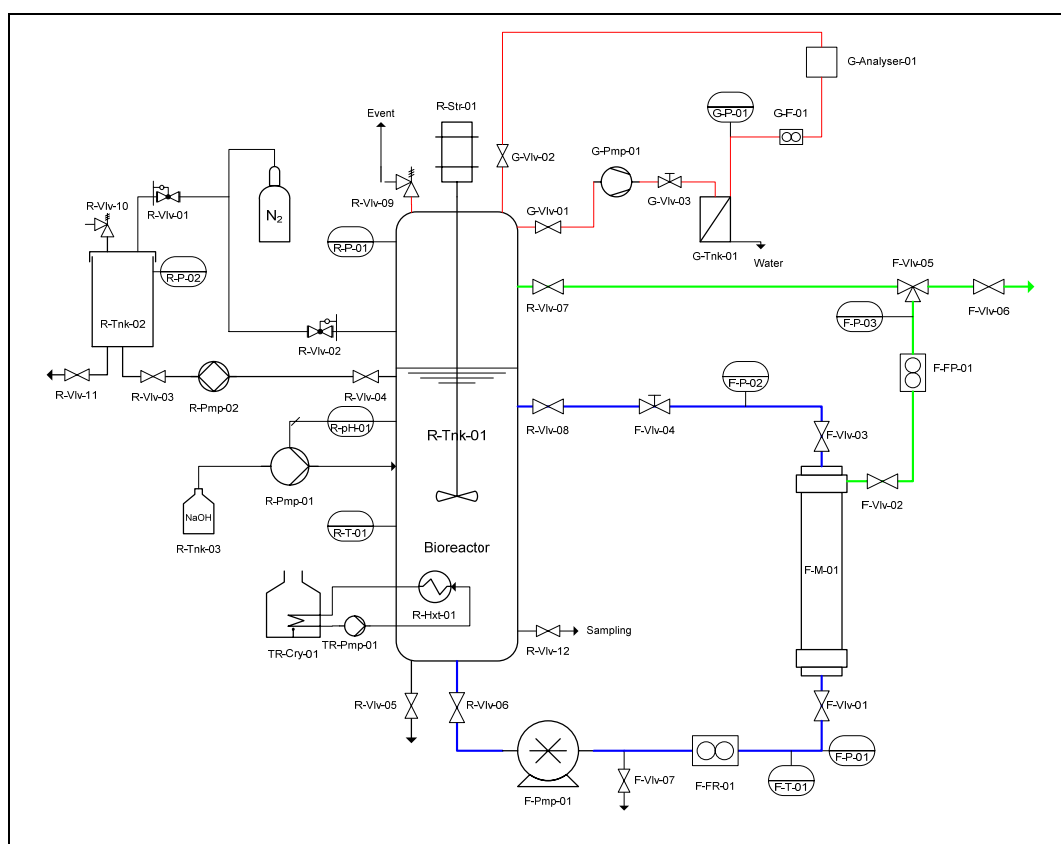 G-Analyser-01
R-Str-01
Event
G-P-01
G-F-01
G-Vlv-02
G-Pmp-01
R-Vlv-10
R-Vlv-01
N2
R-Vlv-09
G-Vlv-01
G-Vlv-03
R-P-01
G-Tnk-01
Water
F-Vlv-05
R-P-02
R-Vlv-07
F-Vlv-06
R-Tnk-02
F-P-03
R-Vlv-02
F-FP-01
F-P-02
R-Vlv-11
R-Vlv-03
R-Pmp-02
R-Vlv-04
R-pH-01
R-Tnk-01
R-Vlv-08
F-Vlv-04
F-Vlv-03
R-Pmp-01
F-Vlv-02
NaOH
R-Tnk-03
R-T-01
Bioreactor
F-M-01
R-Hxt-01
TR-Pmp-01
TR-Cry-01
Sampling
R-Vlv-12
R-Vlv-05
R-Vlv-06
F-Vlv-01
F-P-01
F-Vlv-07
F-FR-01
F-T-01
F-Pmp-01